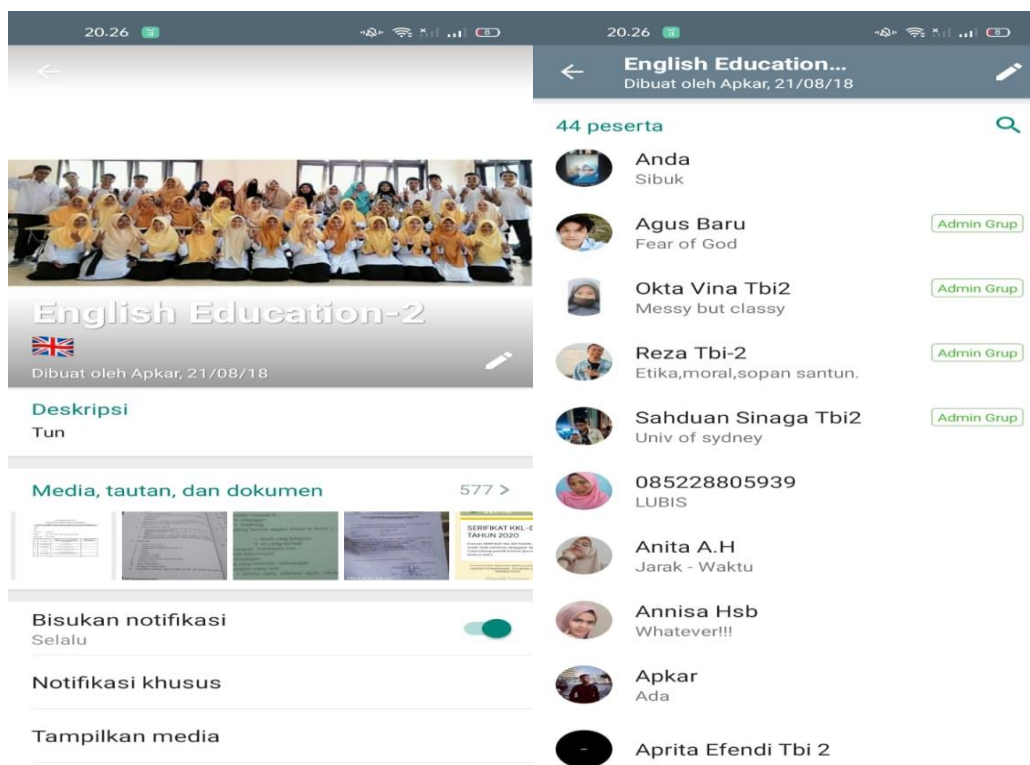 20.26
English Education-2
Dibuat oleh Apkar, 21/08/18
Deskripsi
Tun
Media, tautan, dan dokumen
577 >
SERIFIKAT KKL-
TAHUN 2020
Bisukan notifikasi
Selalu
Notifikasi khusus
Tampilkan media
20.26
English Education...
Dibuat oleh Apkar, 21/08/18
44 peserta
Anda
Sibuk
Agus Baru
Admin Grup
Fear of God
Okta Vina Tbi2
Admin Grup
Messy but classy
Reza Tbi-2
Admin Grup
Etika,moral,sopan santun.
Sahduan Sinaga Tbi2
Admin Grup
Univ of sydney
085228805939
LUBIS
Anita A.H
Jarak - Waktu
Annisa Hsb
Whatever!!!
Apkar
Ada
Aprita Efendi Tbi 2